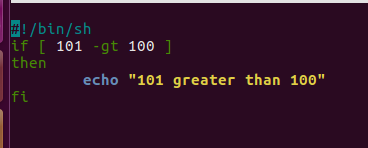 #!/bin/sh
if [ 101 -gt 100 ]
then
        echo "101 greater than 100"
fi